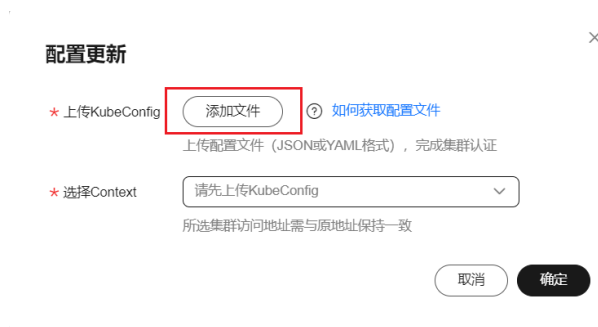 配置更新
* 上传KubeConfig 添加文件 ? 如何获取配置文件
上传配置文件（JSON或YAML格式），完成集群认证
* 选择Context 请先上传KubeConfig
所选集群访问地址需与原地址保持一致
取消 确定